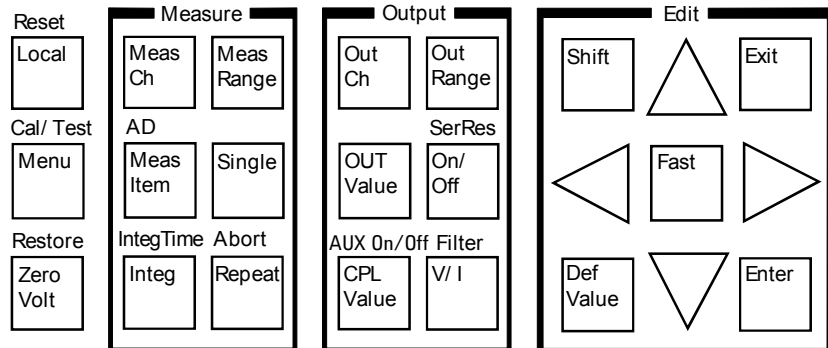 Measure
Output
Edit
Reset
Local
Meas
Ch
Meas
Range
Out
Ch
Out
Range
Shift
Exit
Cal/ Test
AD
SerRes
Menu
Meas
Item
Single
OUT
Value
On/
Off
Fast
Restore
IntegTime
Abort
AUX On/Off
Filter
Zero
Volt
Integ
Repeat
CPL
Value
V/ I
Def
Value
Enter